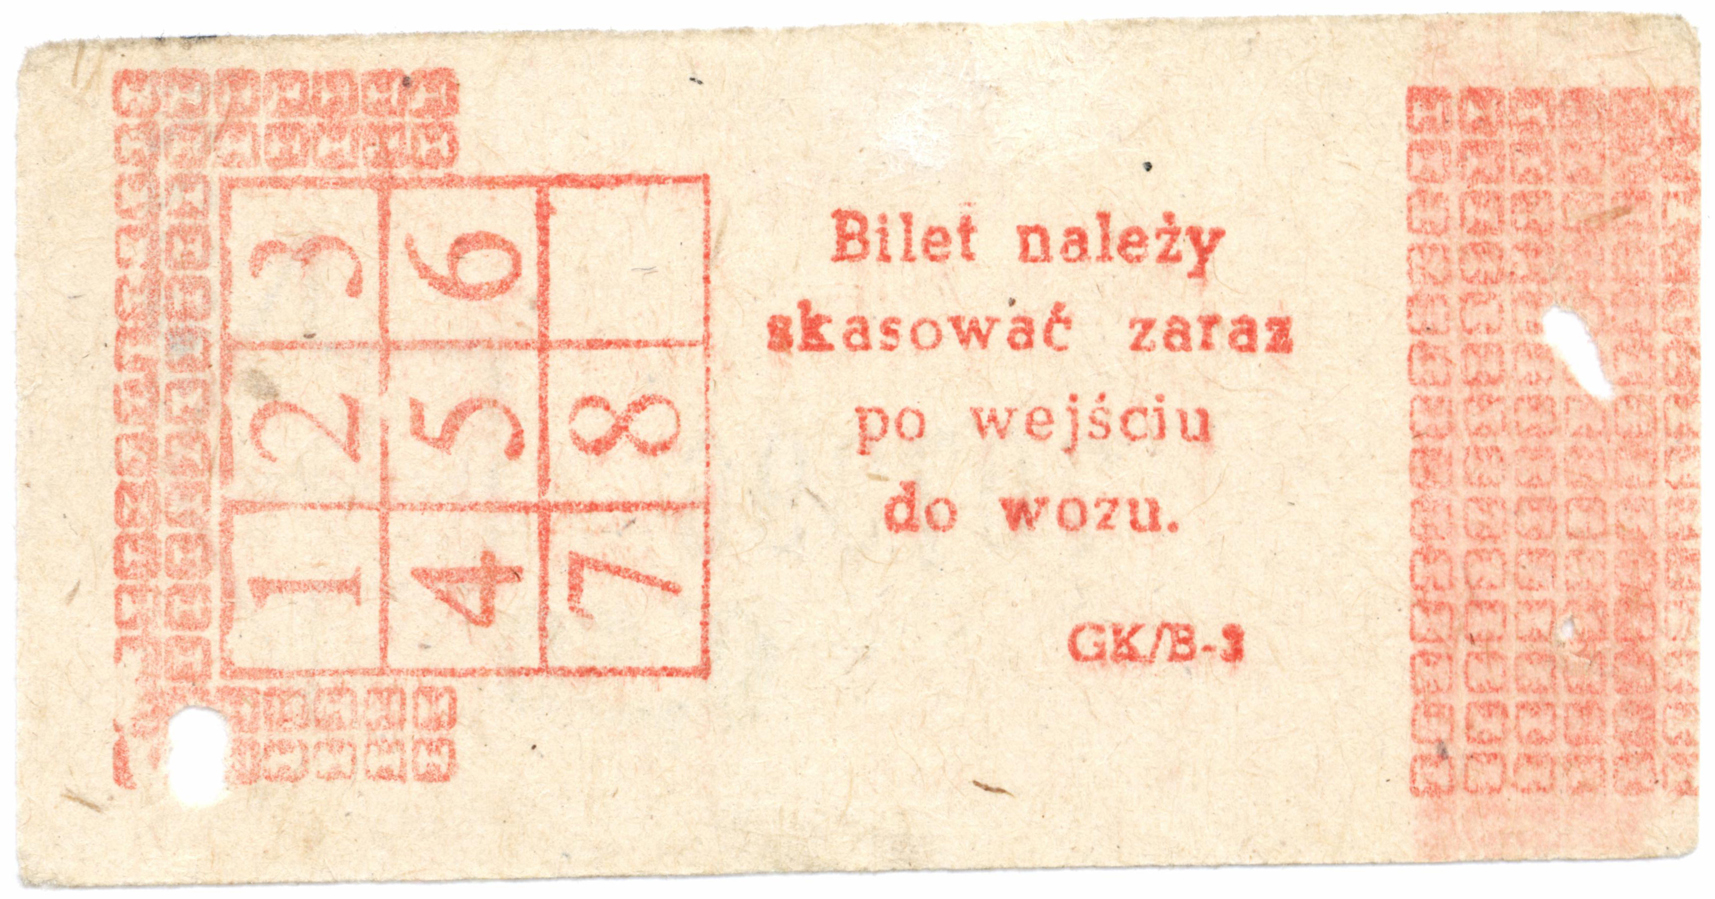 3 6
2 5 8
1 4 7
Bilet należy
skasować zaraz
po wejściu
do wozu.
GK/B-3